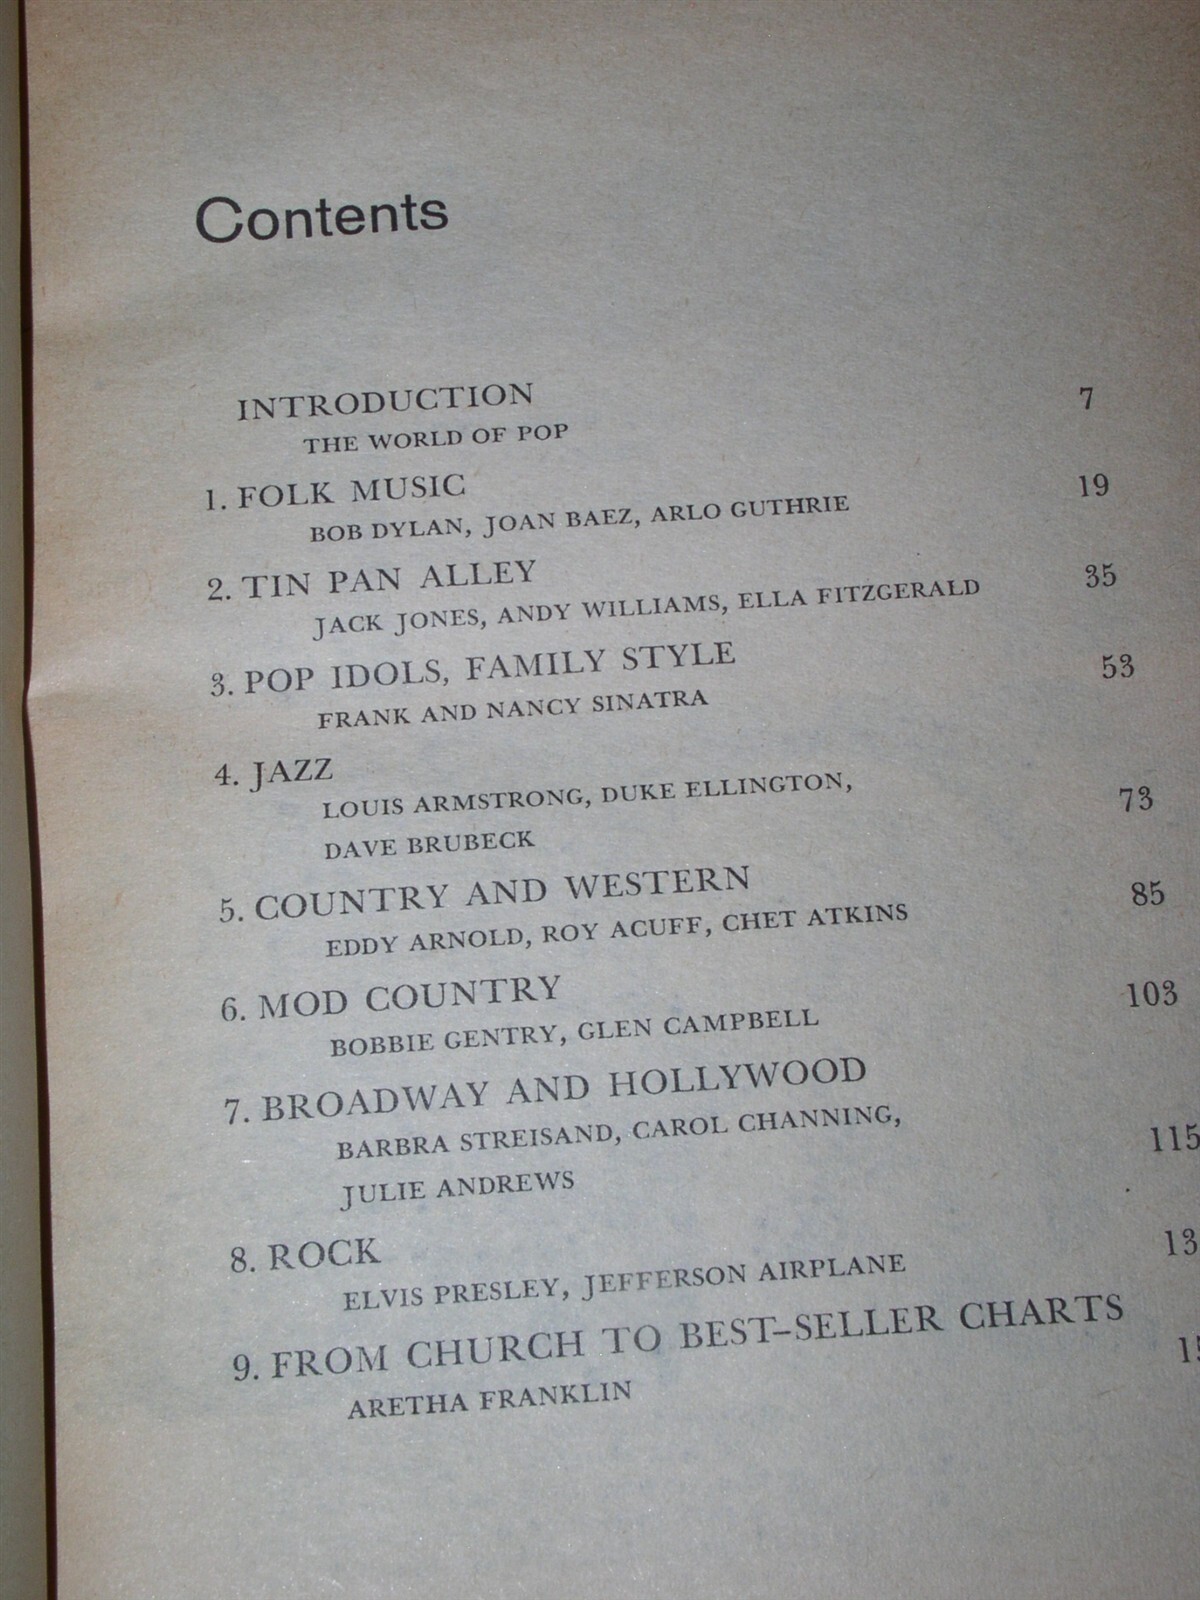 Contents
INTRODUCTION 7
THE WORLD OF POP
1. FOLK MUSIC 19
BOB DYLAN, JOAN BAEZ, ARLO GUTHRIE
2. TIN PAN ALLEY 35
JACK JONES, ANDY WILLIAMS, ELLA FITZGERALD
3. POP IDOLS, FAMILY STYLE 53
FRANK AND NANCY SINATRA
4. JAZZ 73
LOUIS ARMSTRONG, DUKE ELLINGTON,
DAVE BRUBECK
5. COUNTRY AND WESTERN 85
EDDY ARNOLD, ROY ACUFF, CHET ATKINS
6. MOD COUNTRY 103
BOBBIE GENTRY, GLEN CAMPBELL
7. BROADWAY AND HOLLYWOOD 115
BARBRA STREISAND, CAROL CHANNING,
JULIE ANDREWS
8. ROCK
ELVIS PRESLEY, JEFFERSON AIRPLANE
9. FROM CHURCH TO BEST-SELLER CHARTS
ARETHA FRANKLIN